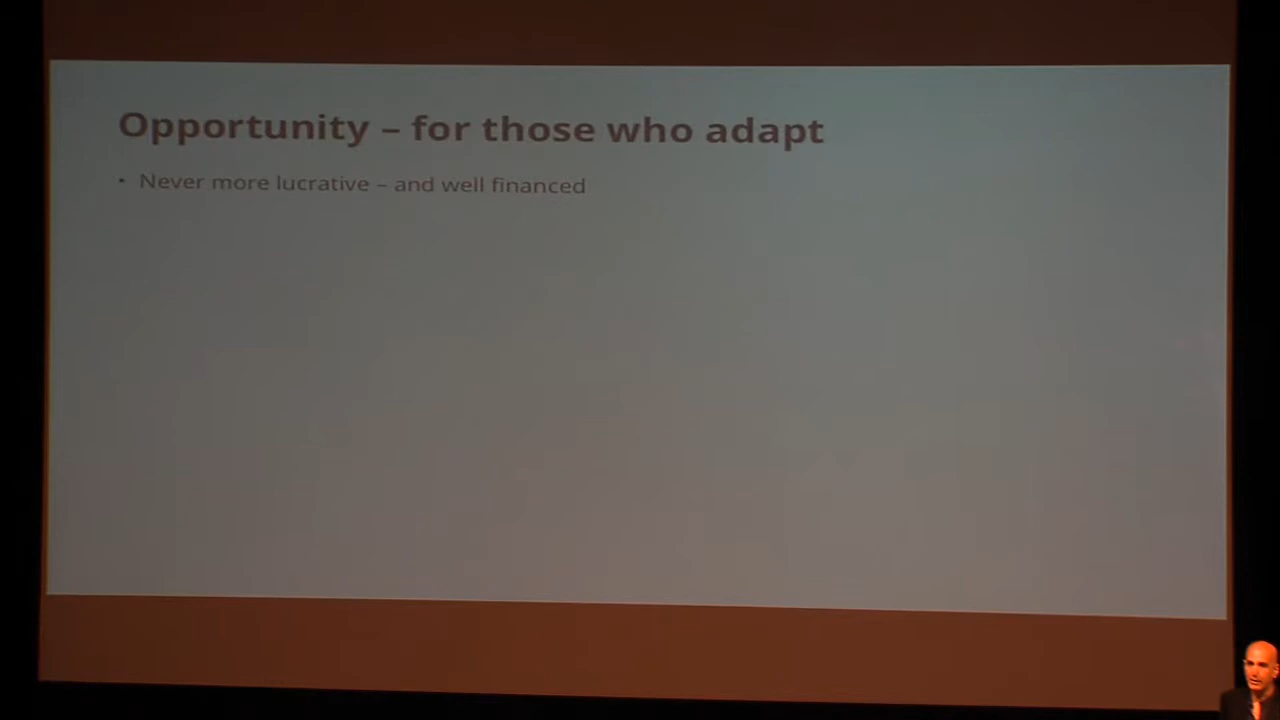 Opportunity – for those who adapt
• Never more lucrative – and well financed